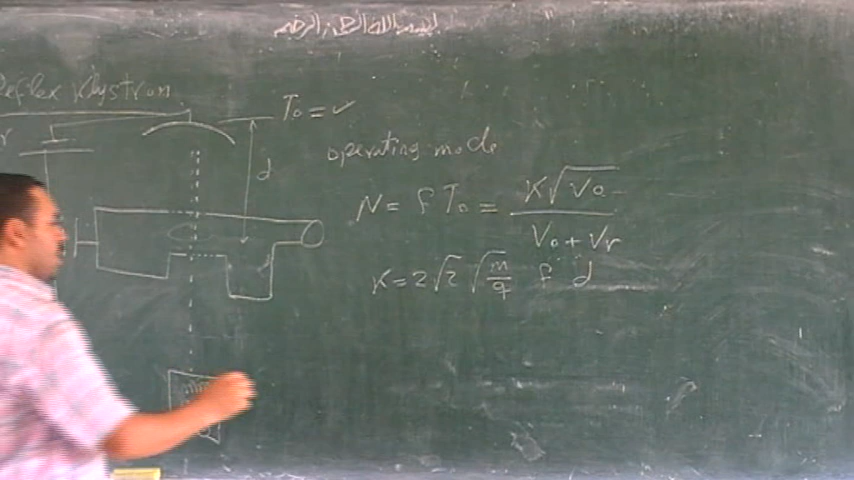 بسم الله الرحمن الرحيم
Reflex Klystron
T₀ = ✓
r
d
operating mode
N = f T₀ = K√V₀ / V₀ + Vr
K = 2√2 √m/q f d